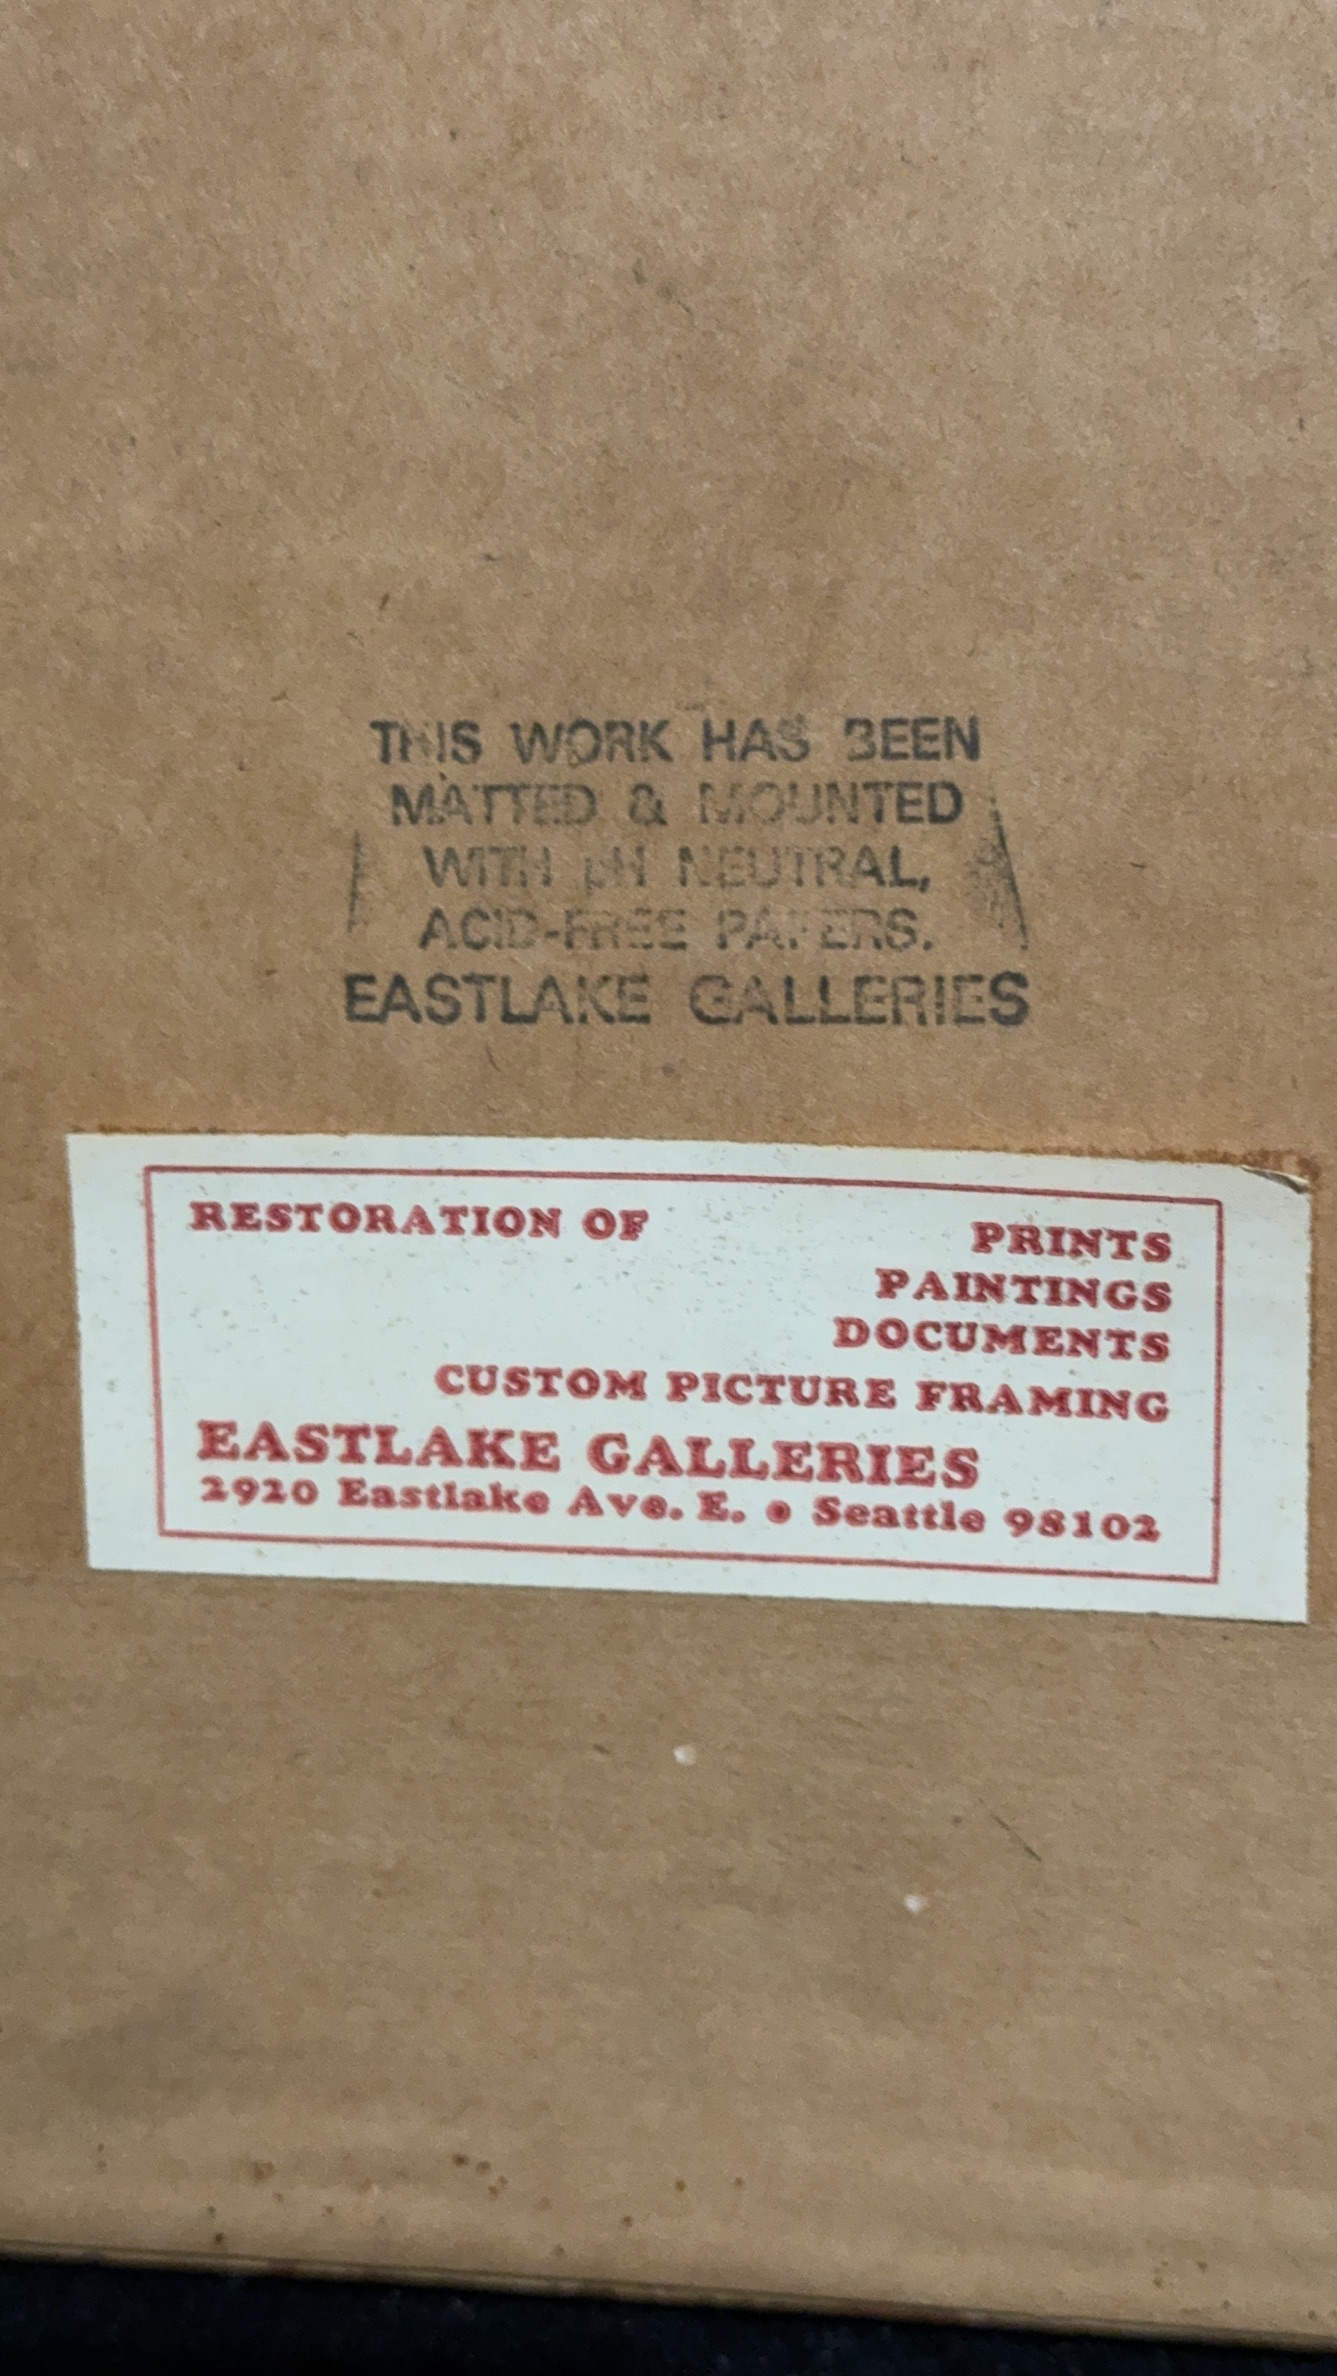 THIS WORK HAS BEEN
MATTED & MOUNTED
WITH pH NEUTRAL,
ACID-FREE PAPERS.
EASTLAKE GALLERIES
RESTORATION OF
PRINTS
PAINTINGS
DOCUMENTS
CUSTOM PICTURE FRAMING
EASTLAKE GALLERIES
2920 Eastlake Ave. E. • Seattle 98102